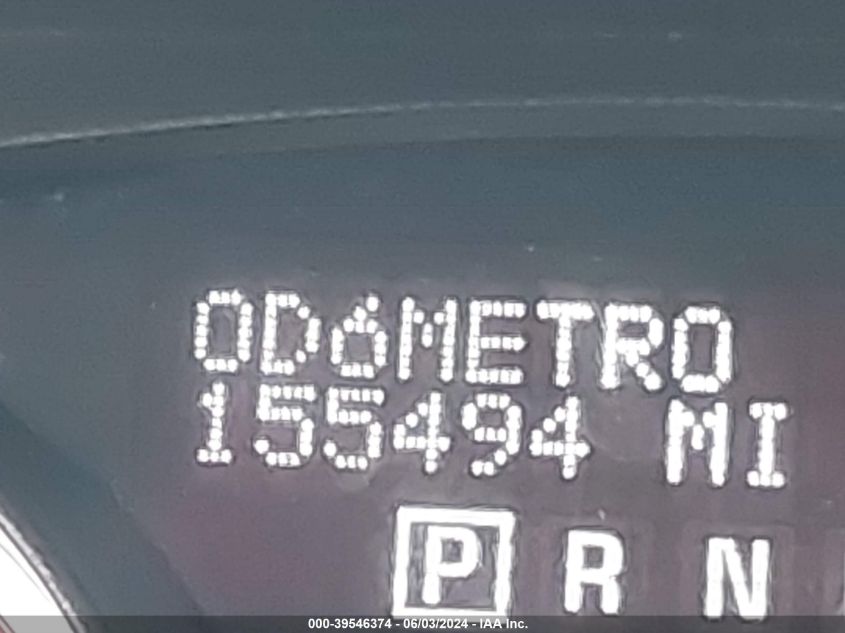 ODóMETRO
155494 MI
P R N
000-39546374 - 06/03/2024 - IAA Inc.